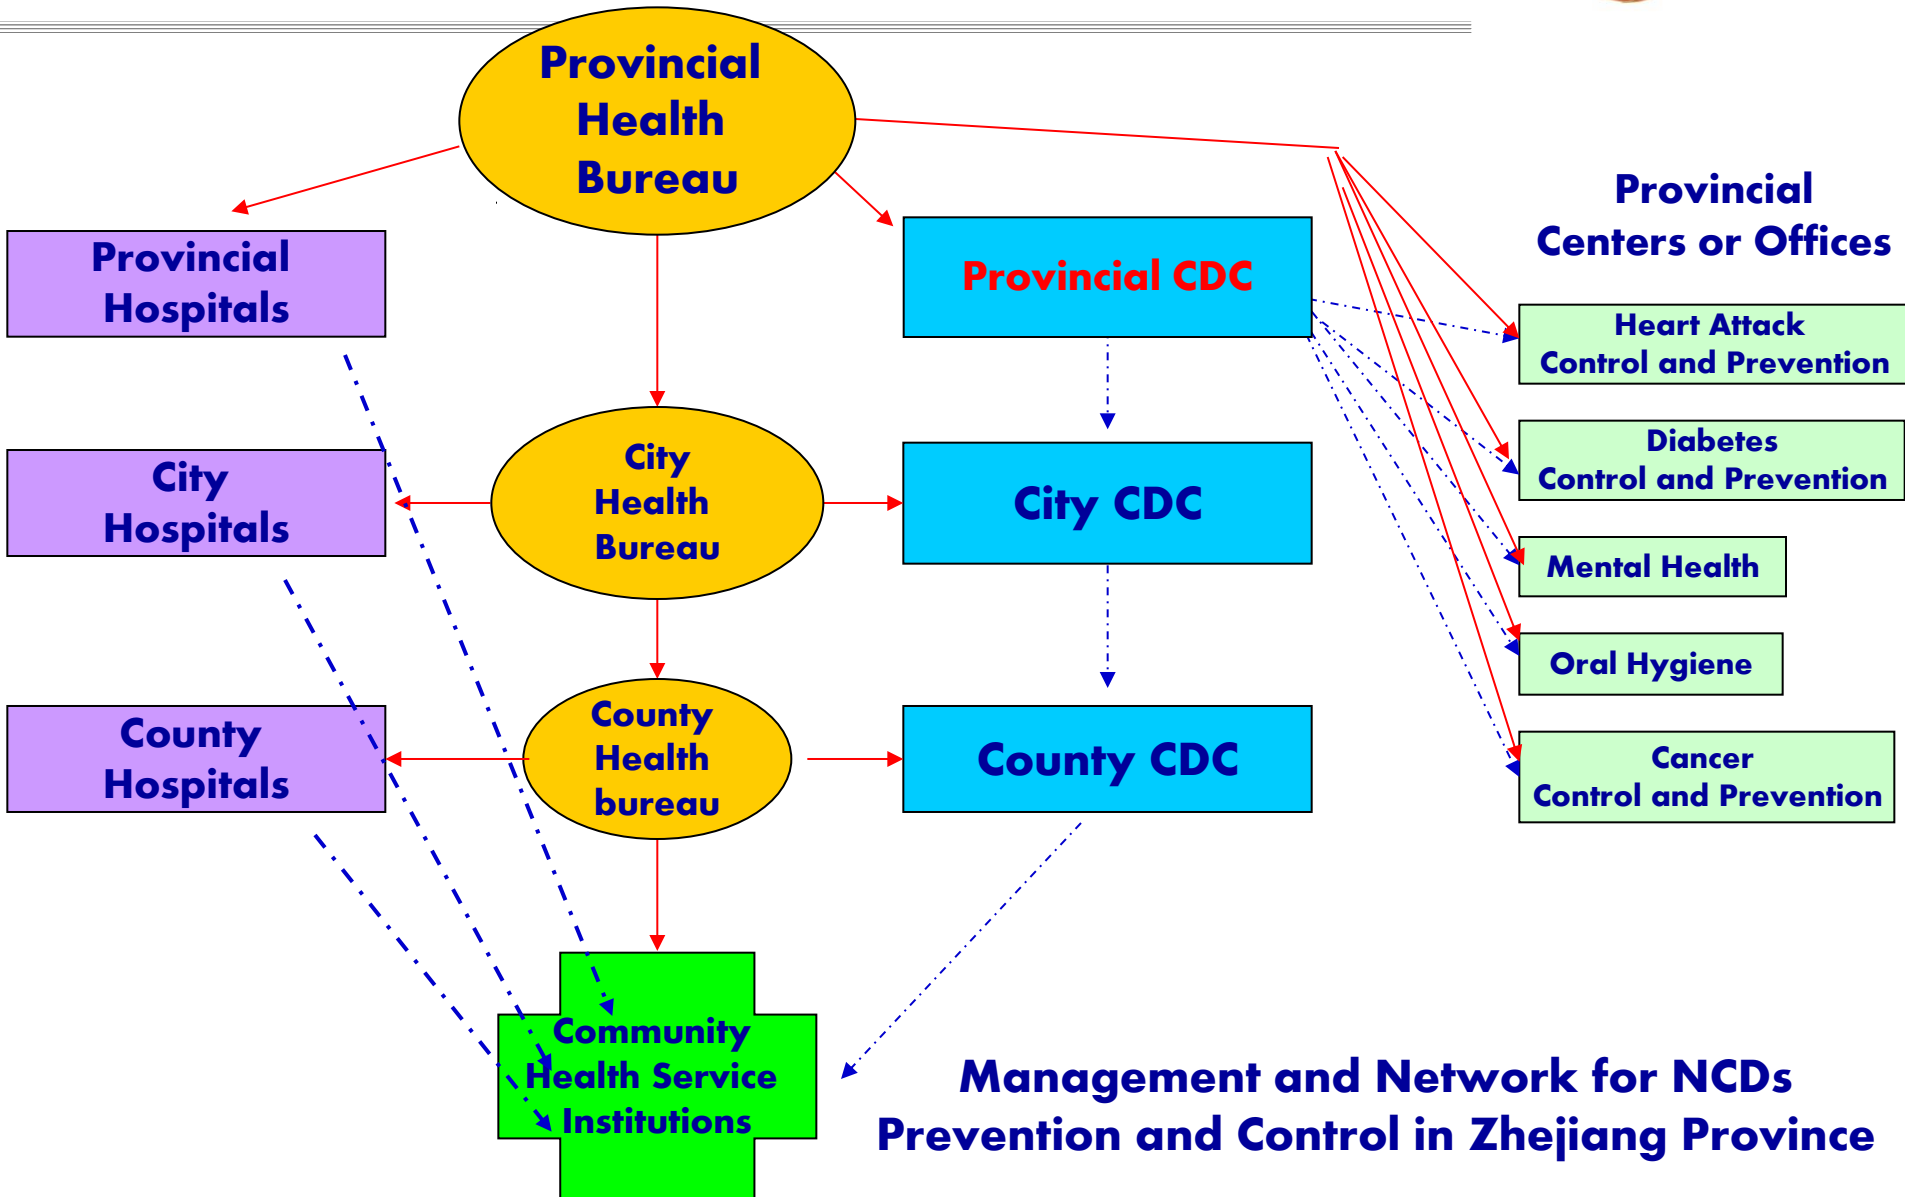 Provincial
Health
Bureau
Provincial
Hospitals
Provincial CDC
Provincial
Centers or Offices
Heart Attack
Control and Prevention
City
Hospitals
City
Health
Bureau
City CDC
Diabetes
Control and Prevention
Mental Health
Oral Hygiene
County
Hospitals
County
Health
bureau
County CDC
Cancer
Control and Prevention
Community
Health Service
Institutions
Management and Network for NCDs
Prevention and Control in Zhejiang Province